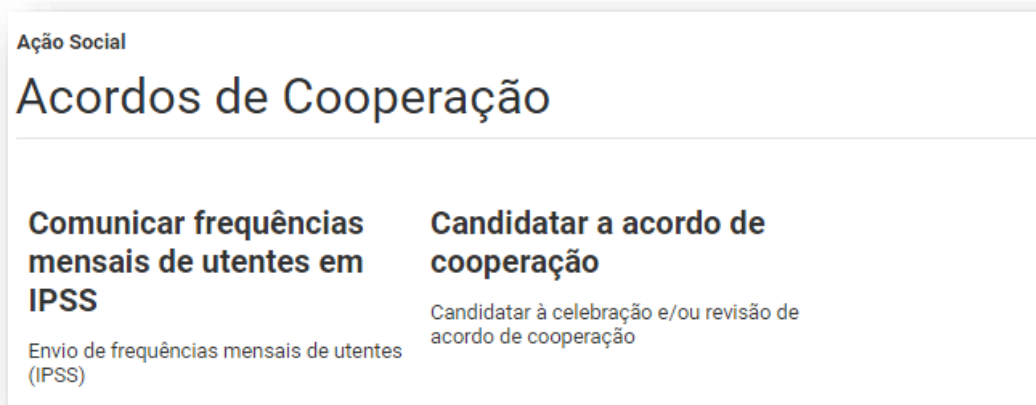 Ação Social
Acordos de Cooperação
Comunicar frequências
mensais de utentes em
IPSS
Envio de frequências mensais de utentes
(IPSS)
Candidatar a acordo de
cooperação
Candidatar à celebração e/ou revisão de
acordo de cooperação